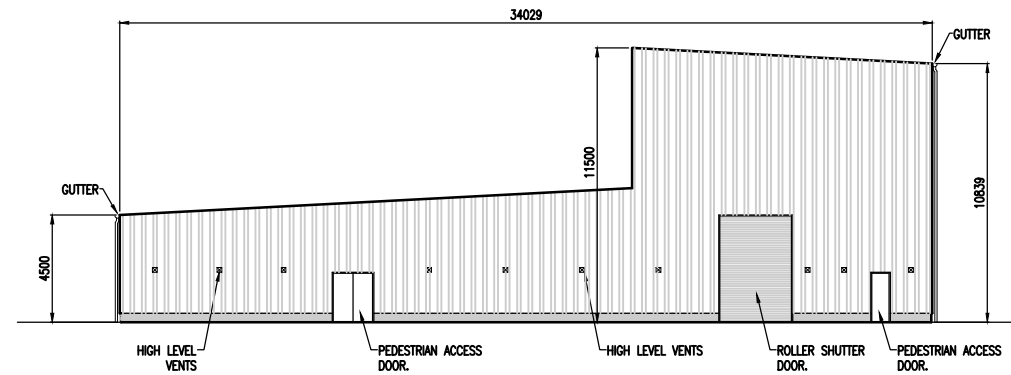 34029
GUTTER
11500
10839
GUTTER
4500
HIGH LEVEL
VENTS
PEDESTRIAN ACCESS
DOOR.
HIGH LEVEL VENTS
ROLLER SHUTTER
DOOR.
PEDESTRIAN ACCESS
DOOR.